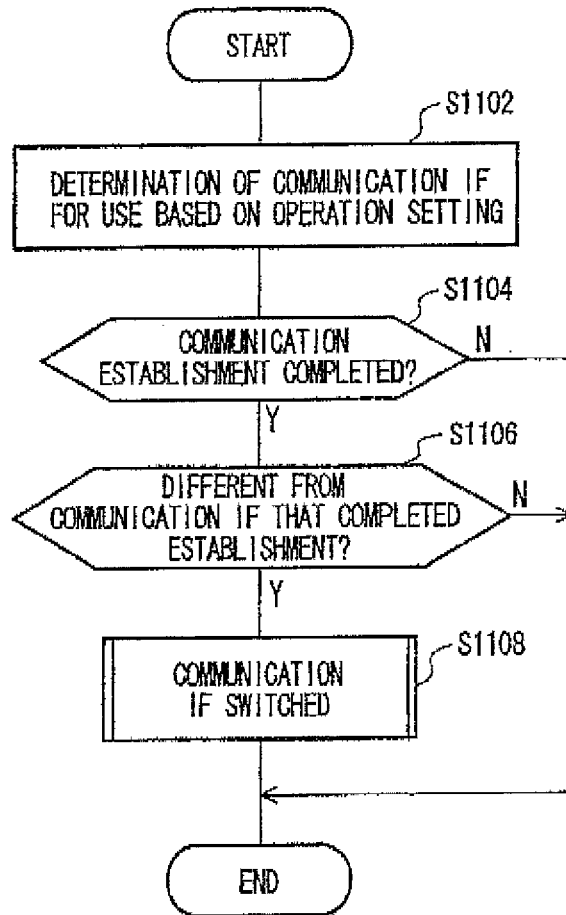 START
S1102
DETERMINATION OF COMMUNICATION IF
FOR USE BASED ON OPERATION SETTING
S1104
COMMUNICATION
ESTABLISHMENT COMPLETED?
N
Y
S1106
DIFFERENT FROM
COMMUNICATION IF THAT COMPLETED
ESTABLISHMENT?
N
Y
S1108
COMMUNICATION
IF SWITCHED
END